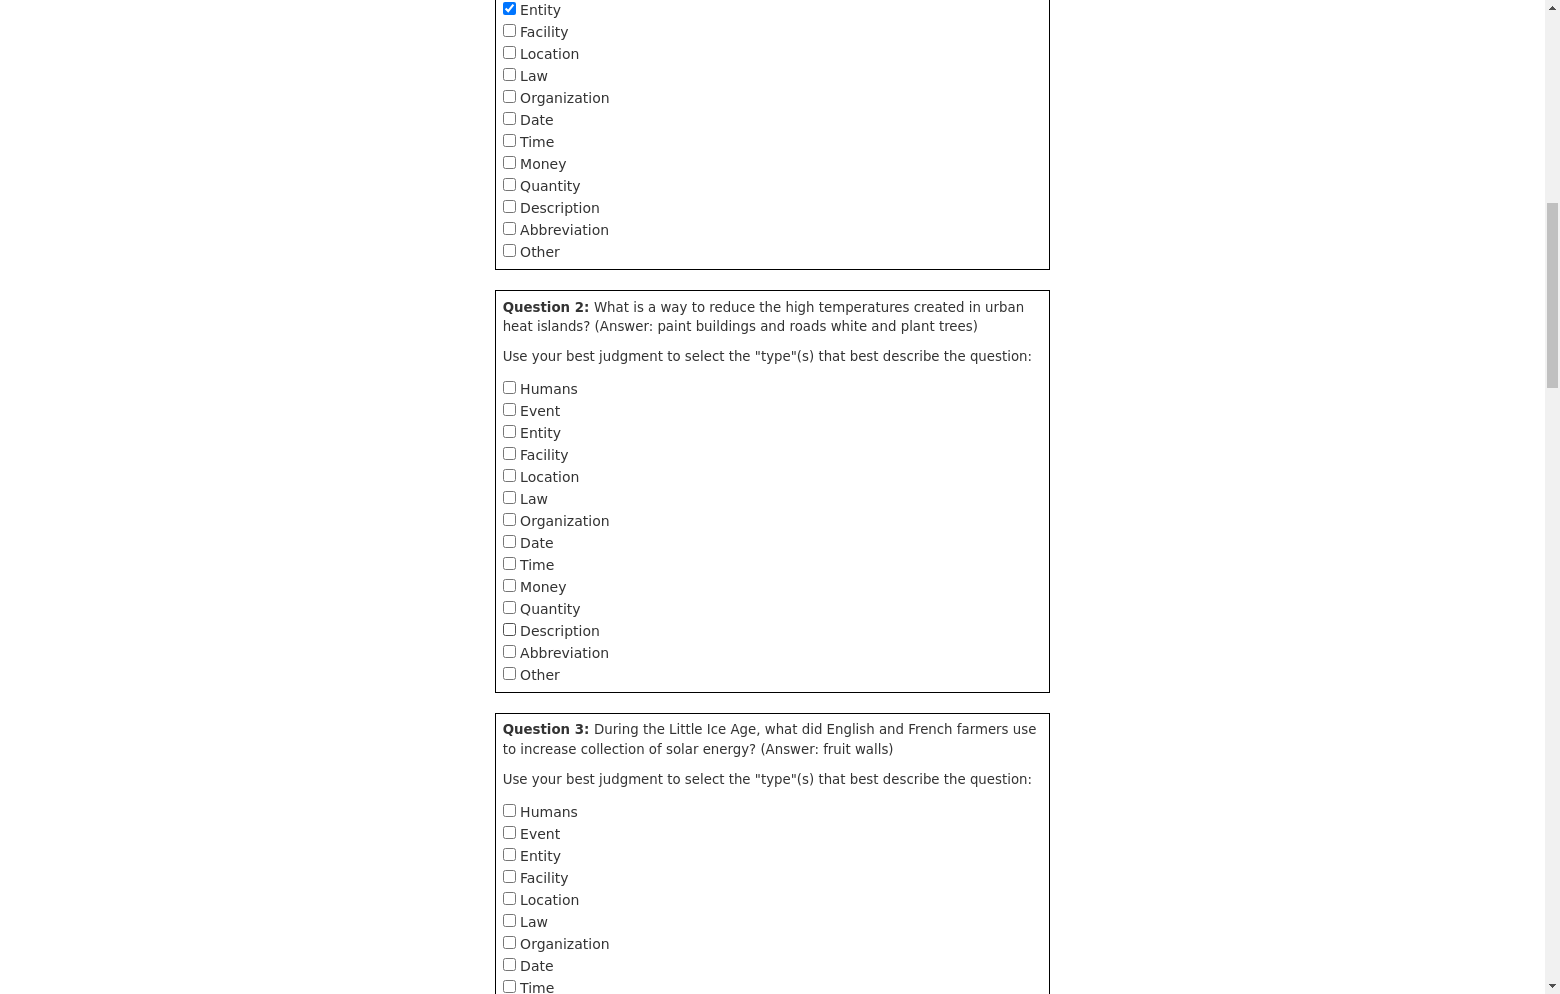 Entity
Facility
Location
Law
Organization
Date
Time
Money
Quantity
Description
Abbreviation
Other
Question 2: What is a way to reduce the high temperatures created in urban
heat islands? (Answer: paint buildings and roads white and plant trees)
Use your best judgment to select the "type"(s) that best describe the question:
Humans
Event
Entity
Facility
Location
Law
Organization
Date
Time
Money
Quantity
Description
Abbreviation
Other
Question 3: During the Little Ice Age, what did English and French farmers use
to increase collection of solar energy? (Answer: fruit walls)
Use your best judgment to select the "type"(s) that best describe the question:
Humans
Event
Entity
Facility
Location
Law
Organization
Date
Time